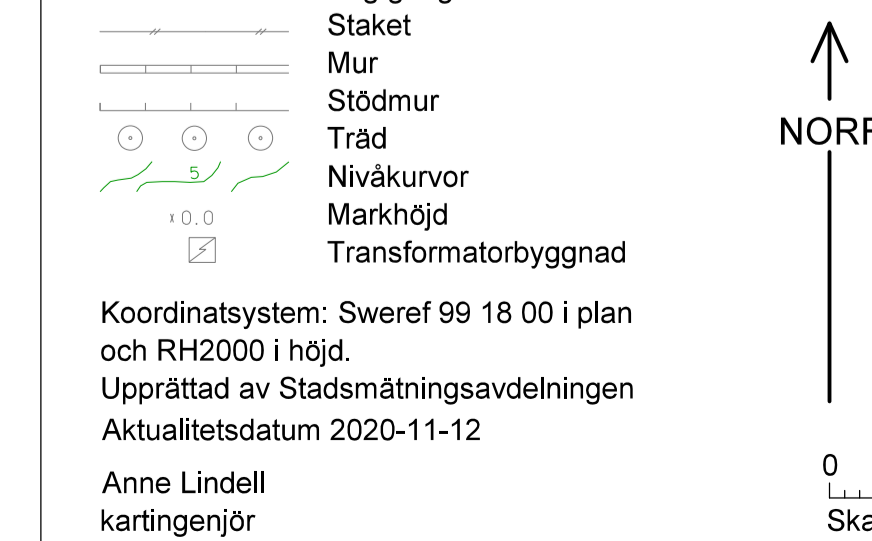 Staket
Mur
Stödmur
Träd
5 Nivåkurvor
x 0.0 Markhöjd
Transformatorbyggnad
Koordinatsystem: Sweref 99 18 00 i plan
och RH2000 i höjd.
Upprättad av Stadsmätningsavdelningen
Aktualitetsdatum 2020-11-12
Anne Lindell
kartingenjör
0